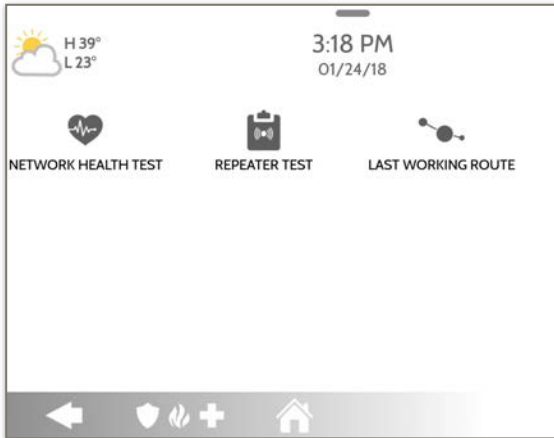 H 39°
L 23°
3:18 PM
01/24/18
NETWORK HEALTH TEST
REPEATER TEST
LAST WORKING ROUTE